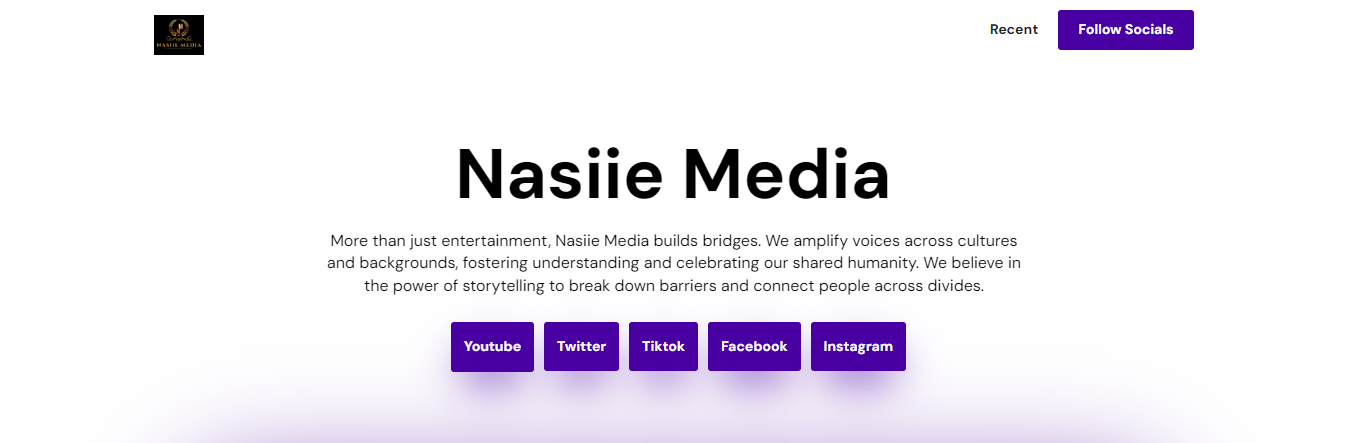 NASIIE MEDIA
Recent
Follow Socials
Nasiie Media
More than just entertainment, Nasiie Media builds bridges. We amplify voices across cultures
and backgrounds, fostering understanding and celebrating our shared humanity. We believe in
the power of storytelling to break down barriers and connect people across divides.
Youtube
Twitter
Tiktok
Facebook
Instagram